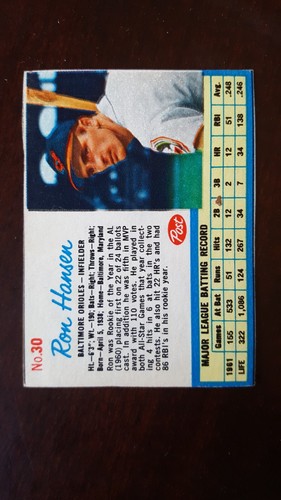 No.30
Ron Hansen
BALTIMORE ORIOLES—INFIELDER
Ht.-6'3"; Wt.-190; Bats-Right; Throws-Right;
Born-April 5, 1938; Home-Baltimore, Maryland
Ron was Rookie of the Year in the AL
(1960) placing first on 22 of 24 ballots
cast. In addition he was fifth in MVP
award with 110 votes. He played in
both All-Star Games that year collect-
ing 4 hits in 6 at bats in the two
contests. He also hit 22 HR's and had
86 RBI's in his rookie year.
Post
MAJOR LEAGUE BATTING RECORD
Games At Bat Runs Hits 2B 3B HR RBI Avg.
1961 155 533 51 132 12 2 12 51 .248
LIFE 322 1,086 124 267 34 7 34 138 .246